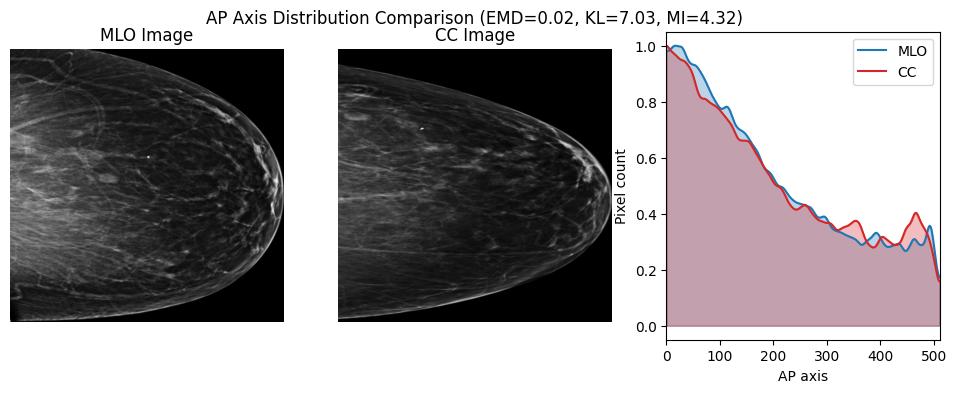 AP Axis Distribution Comparison (EMD=0.02, KL=7.03, MI=4.32)
MLO Image
CC Image
MLO
CC
Pixel count
1.0
0.8
0.6
0.4
0.2
0.0
0 100 200 300 400 500
AP axis